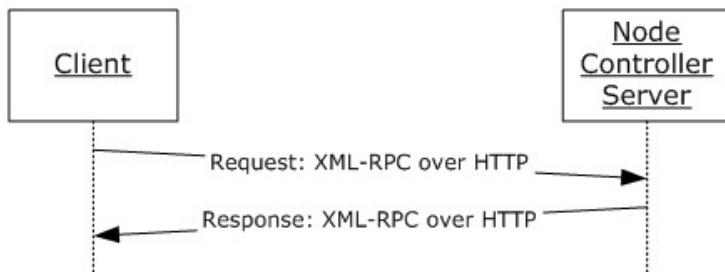 Client
Node
Controller
Server
Request: XML-RPC over HTTP
Response: XML-RPC over HTTP